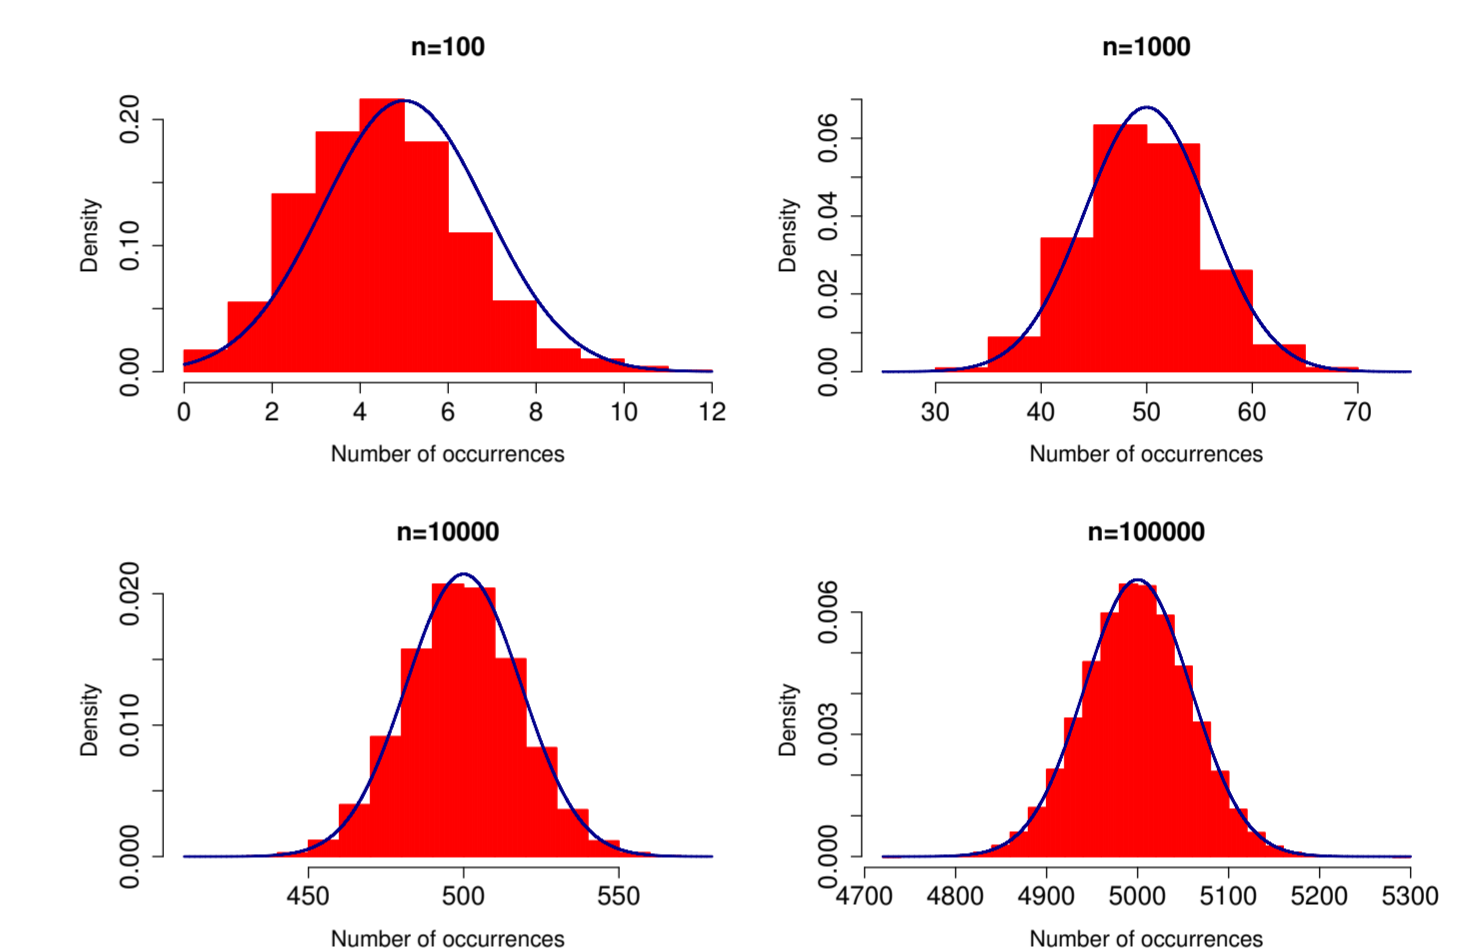 n=100
Density
0.00 0.10 0.20
0 2 4 6 8 10 12
Number of occurrences
n=1000
Density
0.00 0.02 0.04 0.06
30 40 50 60 70
Number of occurrences
n=10000
Density
0.000 0.010 0.020
450 500 550
Number of occurrences
n=100000
Density
0.000 0.003 0.006
4700 4800 4900 5000 5100 5200 5300
Number of occurrences